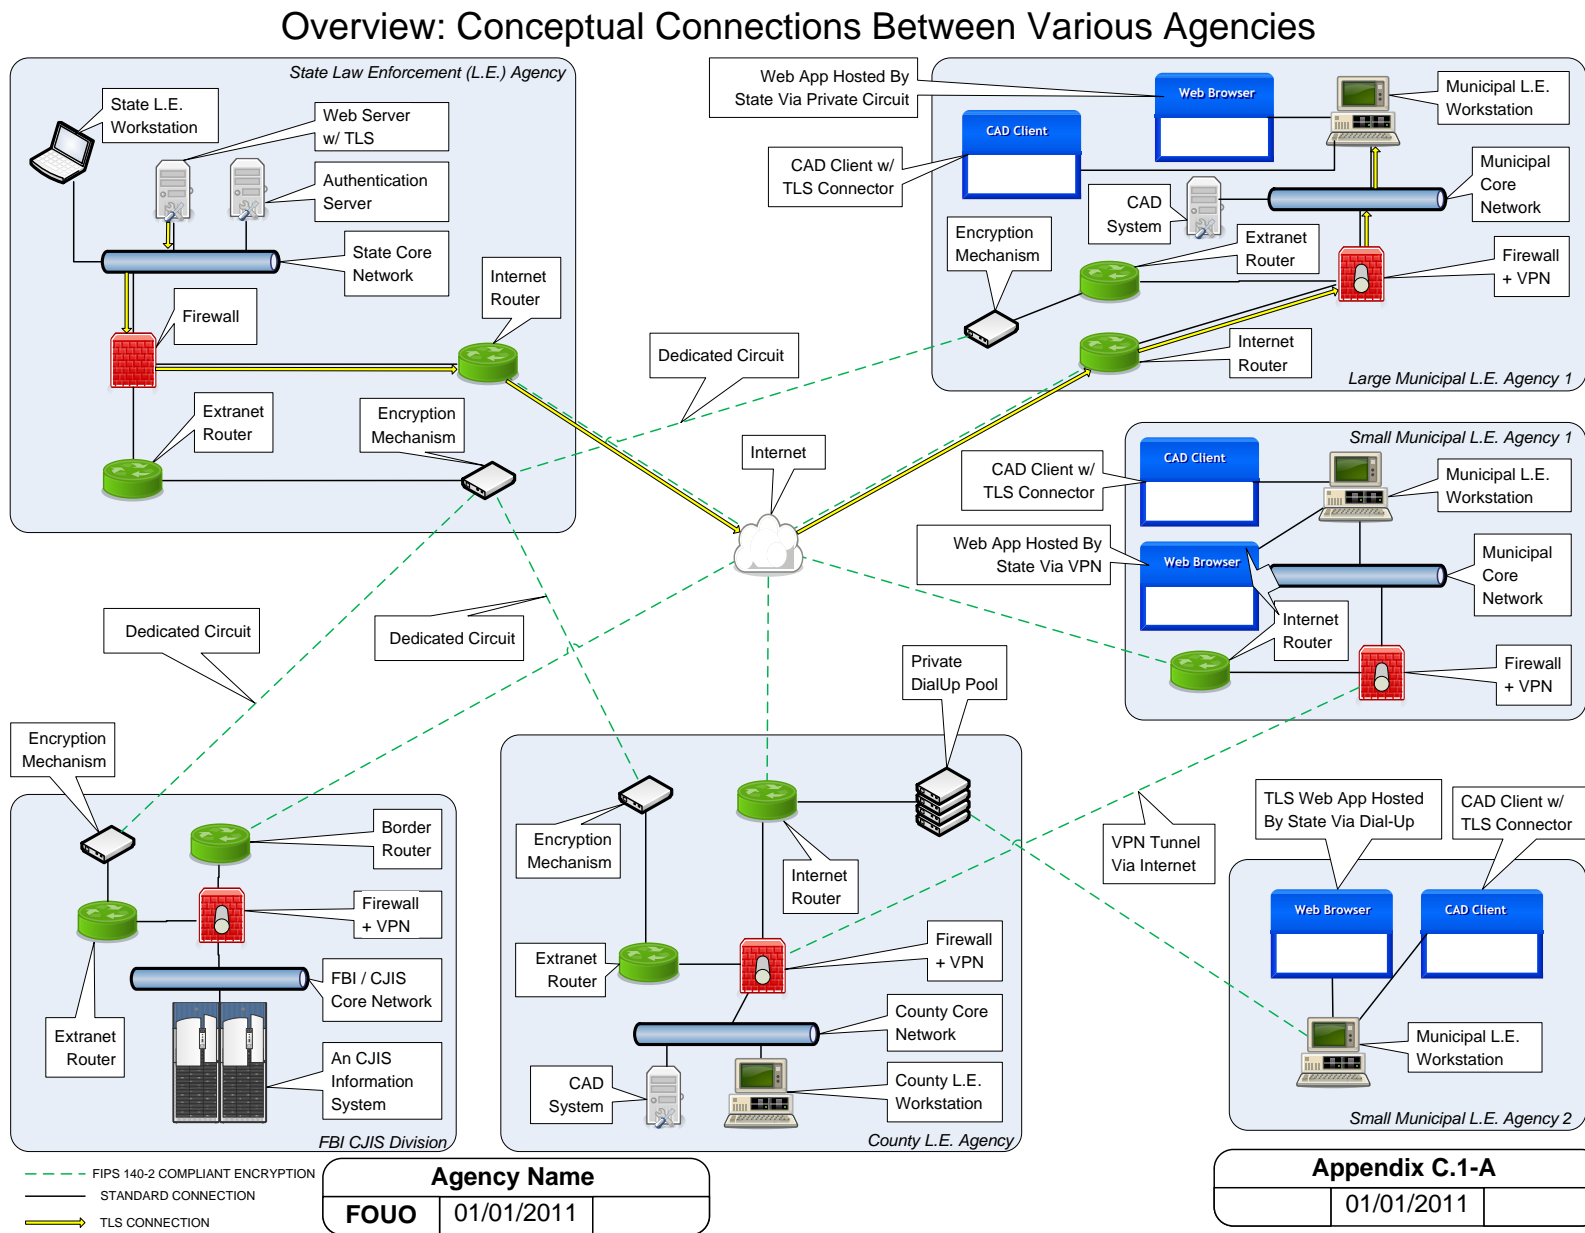 Overview: Conceptual Connections Between Various Agencies
State Law Enforcement (L.E.) Agency
State L.E.
Workstation
Web Server
w/ TLS
Authentication
Server
State Core
Network
Internet
Router
Firewall
Extranet
Router
Encryption
Mechanism
Dedicated Circuit
Internet
Web App Hosted By
State Via Private Circuit
Web Browser
Municipal L.E.
Workstation
CAD Client
CAD Client w/
TLS Connector
CAD
System
Municipal
Core
Network
Encryption
Mechanism
Extranet
Router
Firewall
+ VPN
Internet
Router
Large Municipal L.E. Agency 1
Small Municipal L.E. Agency 1
CAD Client w/
TLS Connector
CAD Client
Municipal L.E.
Workstation
Web App Hosted By
State Via VPN
Web Browser
Municipal
Core
Network
Internet
Router
Firewall
+ VPN
Dedicated Circuit
Dedicated Circuit
Private
DialUp Pool
Encryption
Mechanism
Border
Router
Firewall
+ VPN
FBI / CJIS
Core Network
Extranet
Router
An CJIS
Information
System
FBI CJIS Division
Encryption
Mechanism
Internet
Router
Extranet
Router
Firewall
+ VPN
County Core
Network
CAD
System
County L.E.
Workstation
County L.E. Agency
VPN Tunnel
Via Internet
TLS Web App Hosted
By State Via Dial-Up
CAD Client w/
TLS Connector
Web Browser
CAD Client
Municipal L.E.
Workstation
Small Municipal L.E. Agency 2
FIPS 140-2 COMPLIANT ENCRYPTION
STANDARD CONNECTION
TLS CONNECTION
Agency Name
FOUO 01/01/2011
Appendix C.1-A
01/01/2011